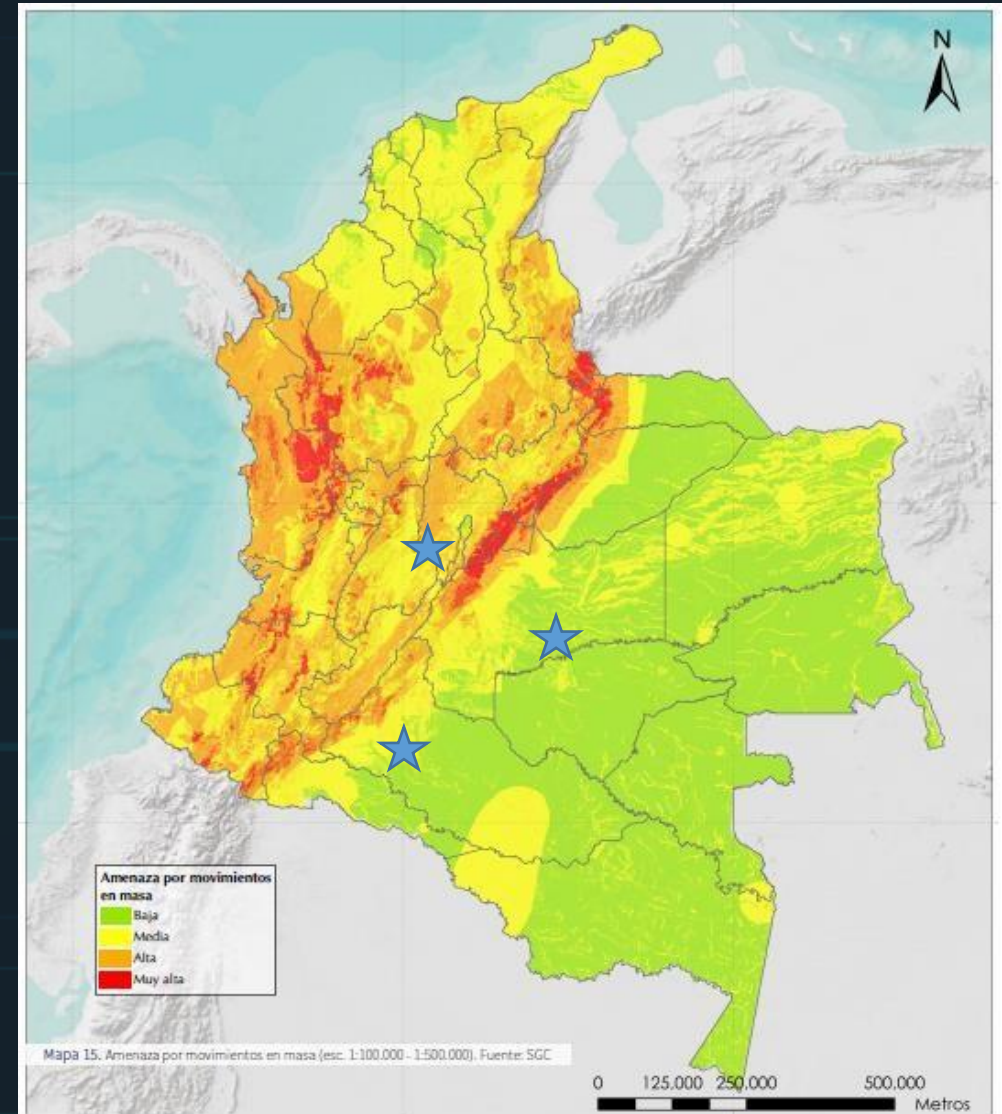 N
Amenaza por movimientos
en masa
Baja
Media
Alta
Muy alta
Mapa 15. Amenaza por movimientos en masa (esc. 1:100.000 - 1:500.000). Fuente: SGC
0 125.000 250.000 500.000
Metros